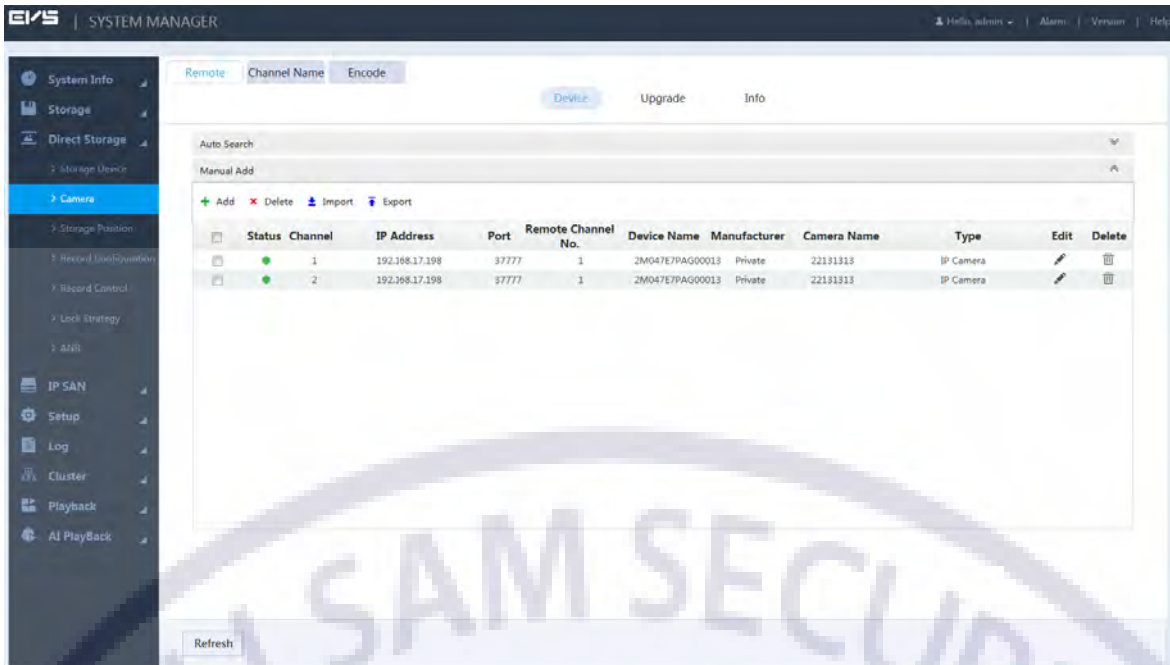 EVS | SYSTEM MANAGER
Hello, admin | Alarm | Version | Help
System Info
Storage
Direct Storage
> Storage Device
> Camera
> Storage Position
> Record Configuration
> Record Control
> Lock Strategy
> ANR
IP SAN
Setup
Log
Cluster
Playback
AI PlayBack
Remote Channel Name Encode
Device Upgrade Info
Auto Search
Manual Add
Add Delete Import Export
Status Channel IP Address Port Remote Channel No. Device Name Manufacturer Camera Name Type Edit Delete
1 192.168.17.198 37777 1 2M047E7PAG00013 Private 22131313 IP Camera
2 192.168.17.198 37777 1 2M047E7PAG00013 Private 22131313 IP Camera
Refresh
SAM SECUR